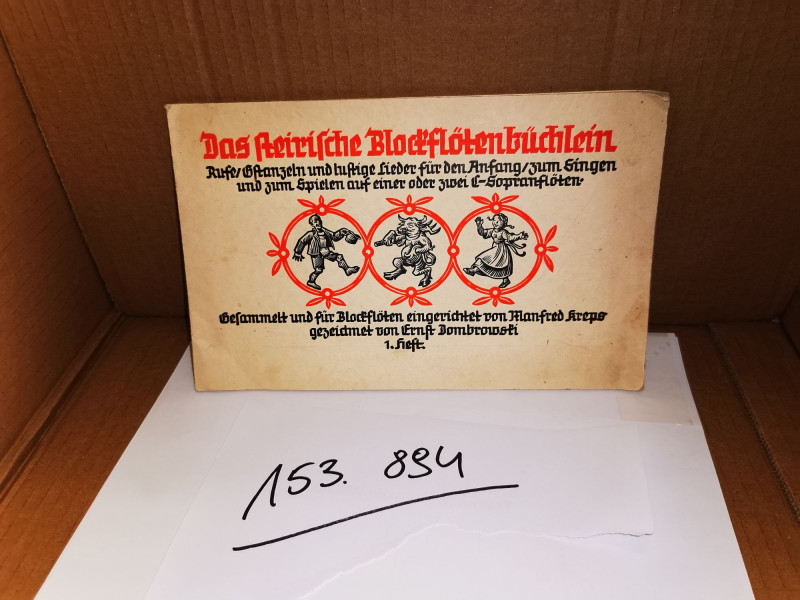 Das steirische Blockflötenbüchlein
Rufe/Gstanzeln und lustige Lieder für den Anfang/zum Singen
und zum Spielen auf einer oder zwei C-Sopranflöten·
Gesammelt und für Blockflöten eingerichtet von Manfred Kreps
gezeichnet von Ernst Dombrowski
1. Heft.
153. 894